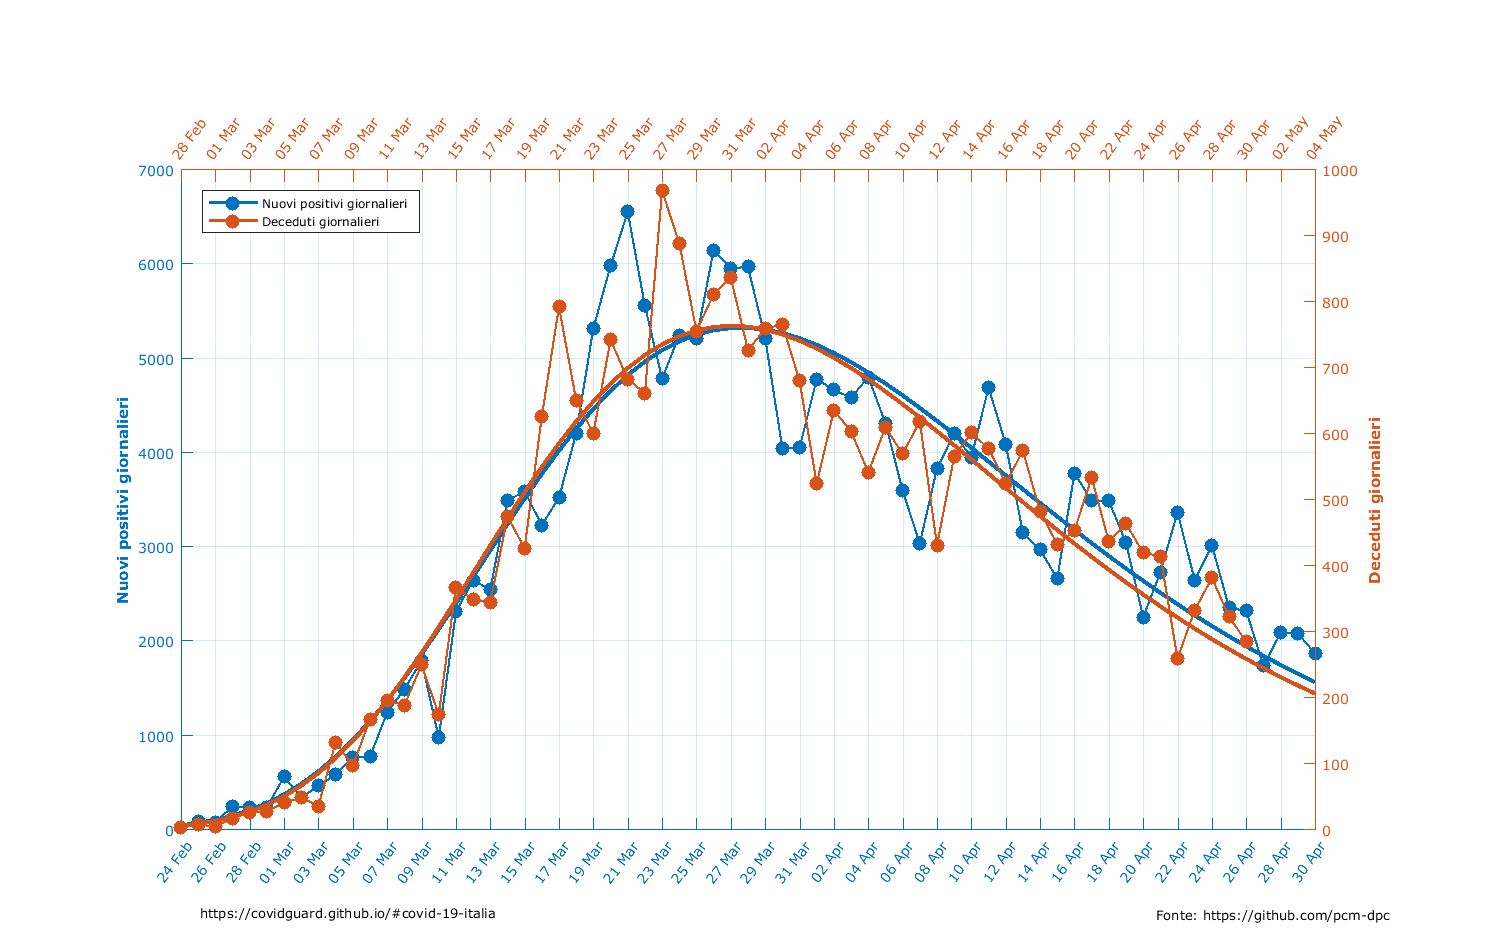 28 Feb 01 Mar 03 Mar 05 Mar 07 Mar 09 Mar 11 Mar 13 Mar 15 Mar 17 Mar 19 Mar 21 Mar 23 Mar 25 Mar 27 Mar 29 Mar 31 Mar 02 Apr 04 Apr 06 Apr 08 Apr 10 Apr 12 Apr 14 Apr 16 Apr 18 Apr 20 Apr 22 Apr 24 Apr 26 Apr 28 Apr 30 Apr 02 May 04 May
7000 1000
Nuovi positivi giornalieri
Deceduti giornalieri
900
6000
800
5000
700
4000
600
Nuovi positivi giornalieri
Deceduti giornalieri
500
3000
400
2000
300
200
1000
100
0 0
24 Feb 26 Feb 28 Feb 01 Mar 03 Mar 05 Mar 07 Mar 09 Mar 11 Mar 13 Mar 15 Mar 17 Mar 19 Mar 21 Mar 23 Mar 25 Mar 27 Mar 29 Mar 31 Mar 02 Apr 04 Apr 06 Apr 08 Apr 10 Apr 12 Apr 14 Apr 16 Apr 18 Apr 20 Apr 22 Apr 24 Apr 26 Apr 28 Apr 30 Apr
https://covidguard.github.io/#covid-19-italia
Fonte: https://github.com/pcm-dpc